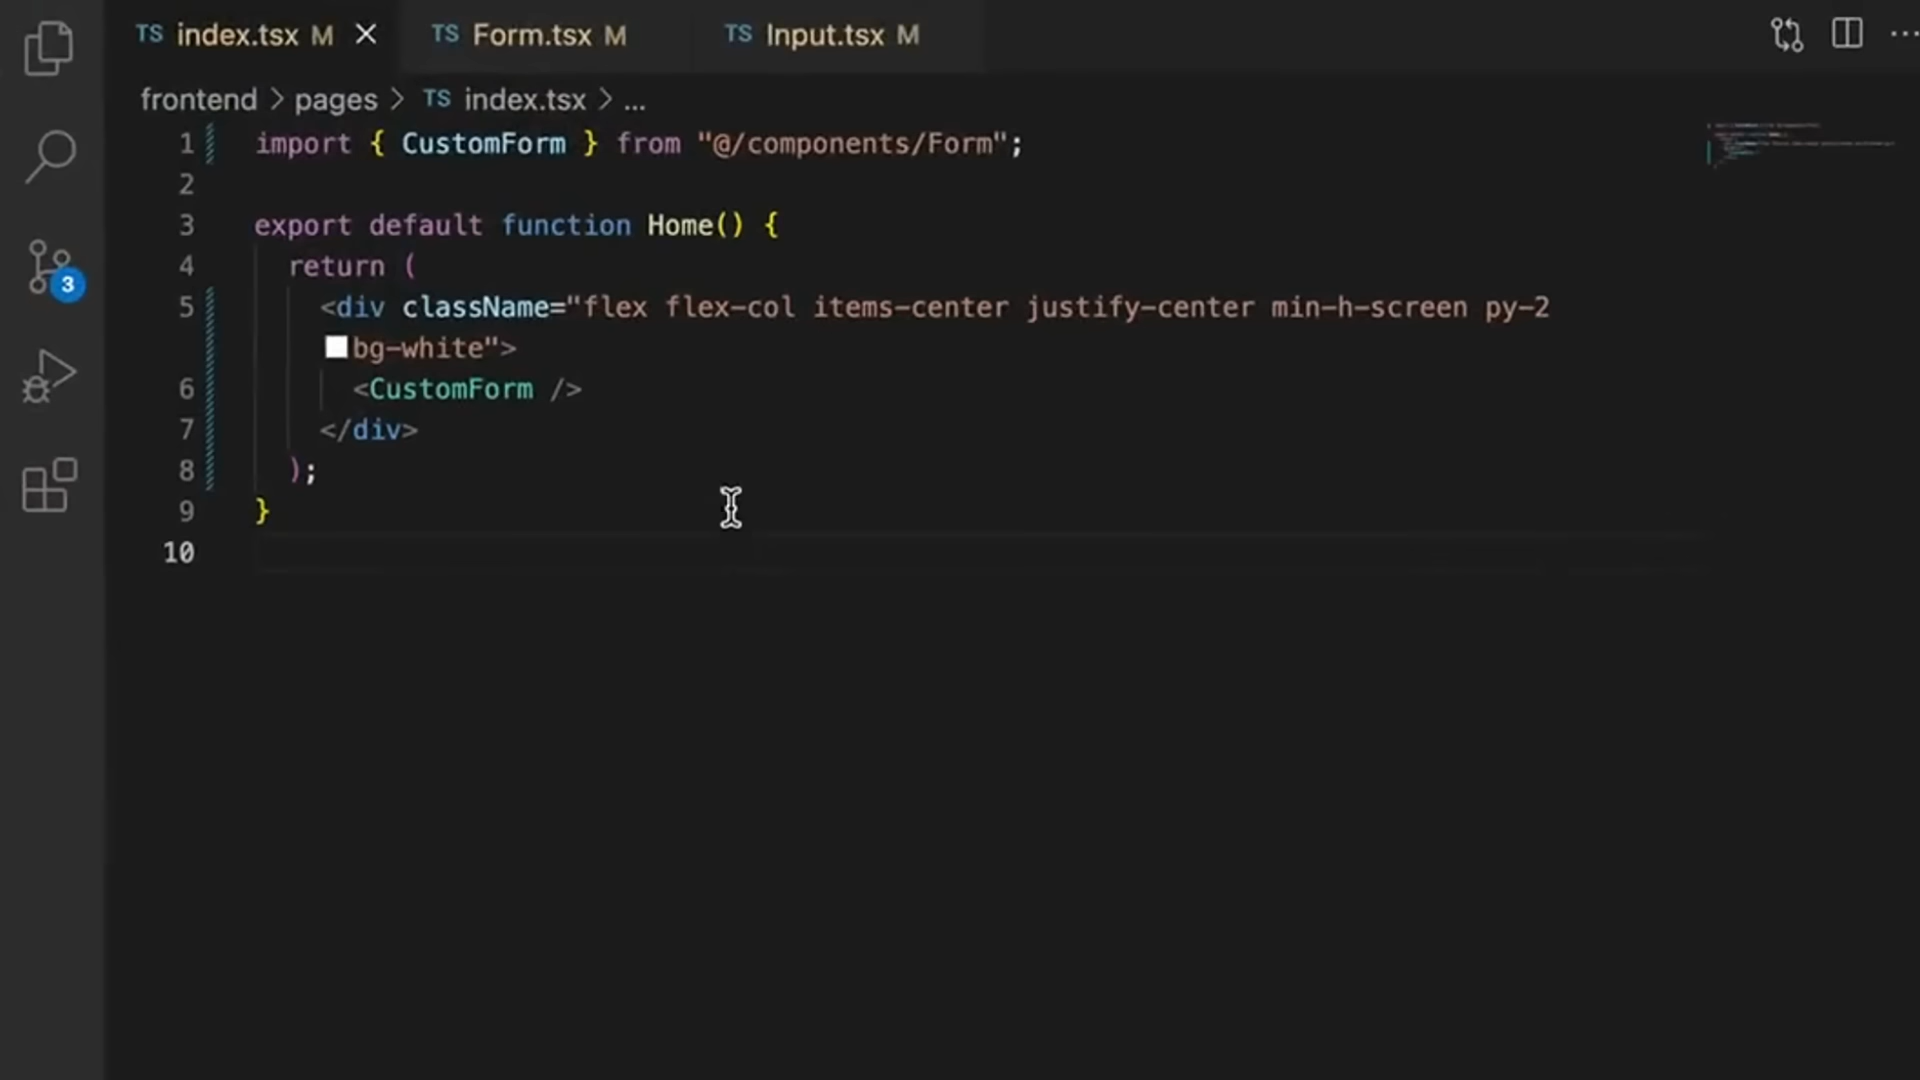 TS index.tsx M TS Form.tsx M TS Input.tsx M
frontend > pages > TS index.tsx > ...
1 import { CustomForm } from "@/components/Form";
2
3 export default function Home() {
4 return (
5 <div className="flex flex-col items-center justify-center min-h-screen py-2
bg-white">
6 <CustomForm />
7 </div>
8 );
9 }
10
3